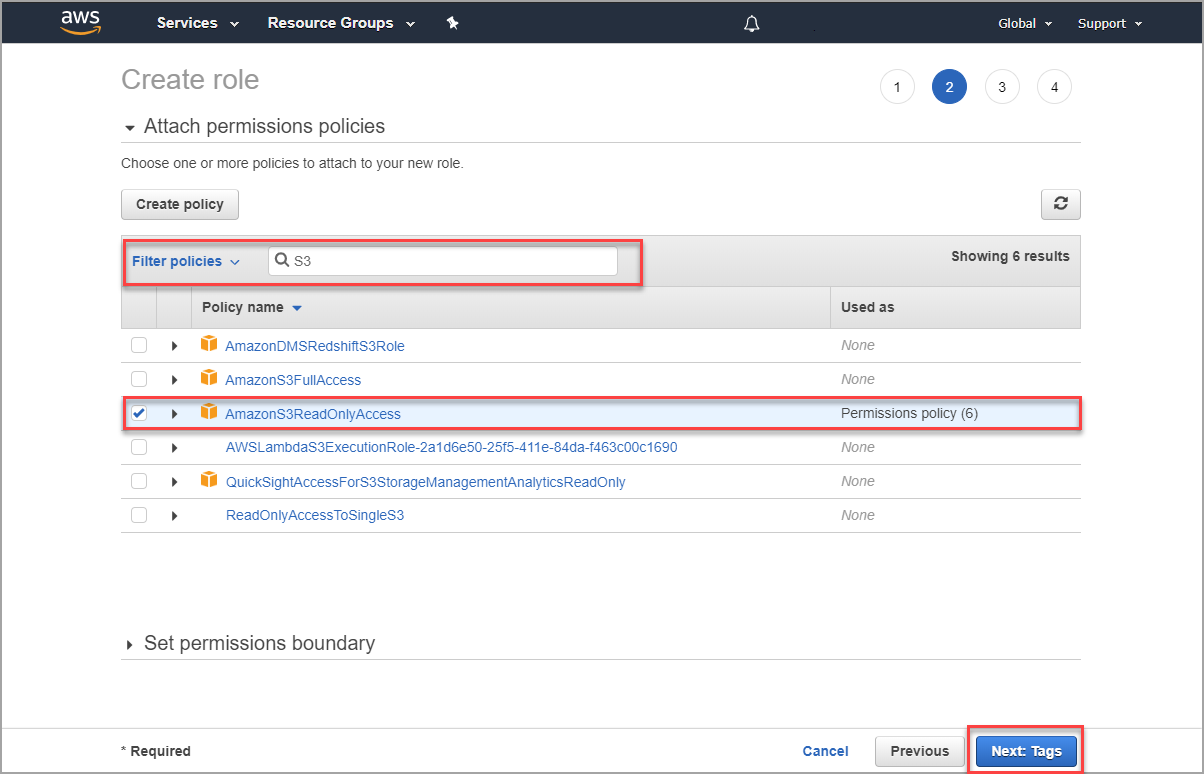 aws Services Resource Groups Global Support
Create role
1 2 3 4
Attach permissions policies
Choose one or more policies to attach to your new role.
Create policy
Filter policies S3 Showing 6 results
Policy name Used as
AmazonDMSRedshiftS3Role None
AmazonS3FullAccess None
AmazonS3ReadOnlyAccess Permissions policy (6)
AWSLambdaS3ExecutionRole-2a1d6e50-25f5-411e-84da-f463c00c1690 None
QuickSightAccessForS3StorageManagementAnalyticsReadOnly None
ReadOnlyAccessToSingleS3 None
Set permissions boundary
* Required Cancel Previous Next: Tags